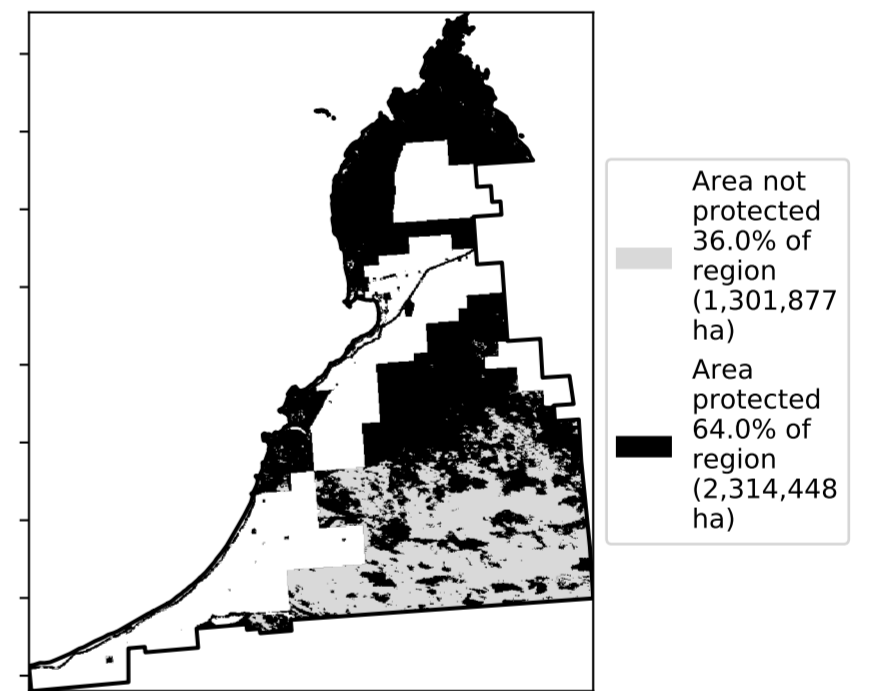 Area not
protected
36.0% of
region
(1,301,877
ha)
Area
protected
64.0% of
region
(2,314,448
ha)